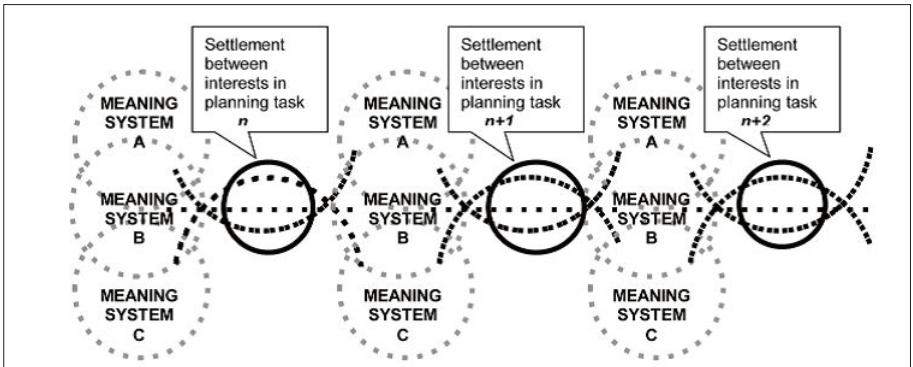 Settlement
between
interests in
planning task
n
Settlement
between
interests in
planning task
n+1
Settlement
between
interests in
planning task
n+2
MEANING
SYSTEM
A
MEANING
SYSTEM
B
MEANING
SYSTEM
C
MEANING
SYSTEM
A
MEANING
SYSTEM
B
MEANING
SYSTEM
C
MEANING
SYSTEM
A
MEANING
SYSTEM
B
MEANING
SYSTEM
C